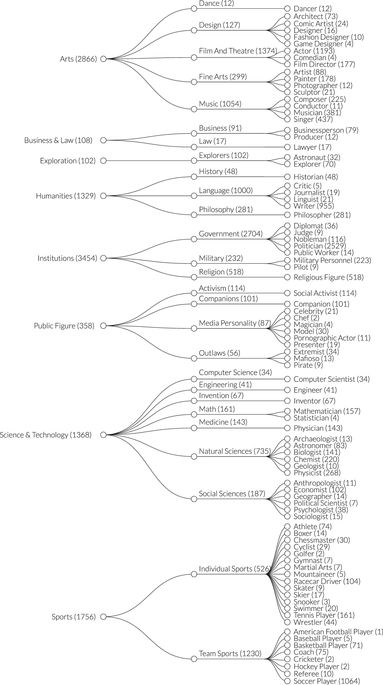 Arts (2866)
Dance (12)
Dancer (12)
Design (127)
Architect (73)
Comic Artist (24)
Designer (16)
Fashion Designer (10)
Game Designer (4)
Film And Theatre (1374)
Actor (1193)
Comedian (4)
Film Director (177)
Fine Arts (299)
Artist (88)
Painter (178)
Photographer (12)
Sculptor (21)
Music (1054)
Composer (225)
Conductor (11)
Musician (381)
Singer (437)
Business & Law (108)
Business (91)
Businessperson (79)
Producer (12)
Law (17)
Lawyer (17)
Exploration (102)
Explorers (102)
Astronaut (32)
Explorer (70)
Humanities (1329)
History (48)
Historian (48)
Language (1000)
Critic (5)
Journalist (19)
Linguist (21)
Writer (955)
Philosophy (281)
Philosopher (281)
Institutions (3454)
Government (2704)
Diplomat (36)
Judge (9)
Nobleman (116)
Politician (2529)
Public Worker (14)
Military (232)
Military Personnel (223)
Pilot (9)
Religion (518)
Religious Figure (518)
Public Figure (358)
Activism (114)
Social Activist (114)
Companions (101)
Companion (101)
Media Personality (87)
Celebrity (21)
Chef (2)
Magician (4)
Model (30)
Pornographic Actor (11)
Presenter (19)
Outlaws (56)
Extremist (34)
Mafioso (13)
Pirate (9)
Science & Technology (1368)
Computer Science (34)
Computer Scientist (34)
Engineering (41)
Engineer (41)
Invention (67)
Inventor (67)
Math (161)
Mathematician (157)
Statistician (4)
Medicine (143)
Physician (143)
Natural Sciences (735)
Archaeologist (13)
Astronomer (83)
Biologist (141)
Chemist (220)
Geologist (10)
Physicist (268)
Social Sciences (187)
Anthropologist (11)
Economist (102)
Geographer (14)
Political Scientist (7)
Psychologist (38)
Sociologist (15)
Sports (1756)
Individual Sports (526)
Athlete (74)
Boxer (14)
Chessmaster (30)
Cyclist (29)
Golfer (2)
Gymnast (7)
Martial Arts (7)
Mountaineer (5)
Racecar Driver (104)
Skater (9)
Skier (17)
Snooker (3)
Swimmer (20)
Tennis Player (161)
Wrestler (44)
Team Sports (1230)
American Football Player (1)
Baseball Player (5)
Basketball Player (71)
Coach (75)
Cricketer (2)
Hockey Player (2)
Referee (10)
Soccer Player (1064)